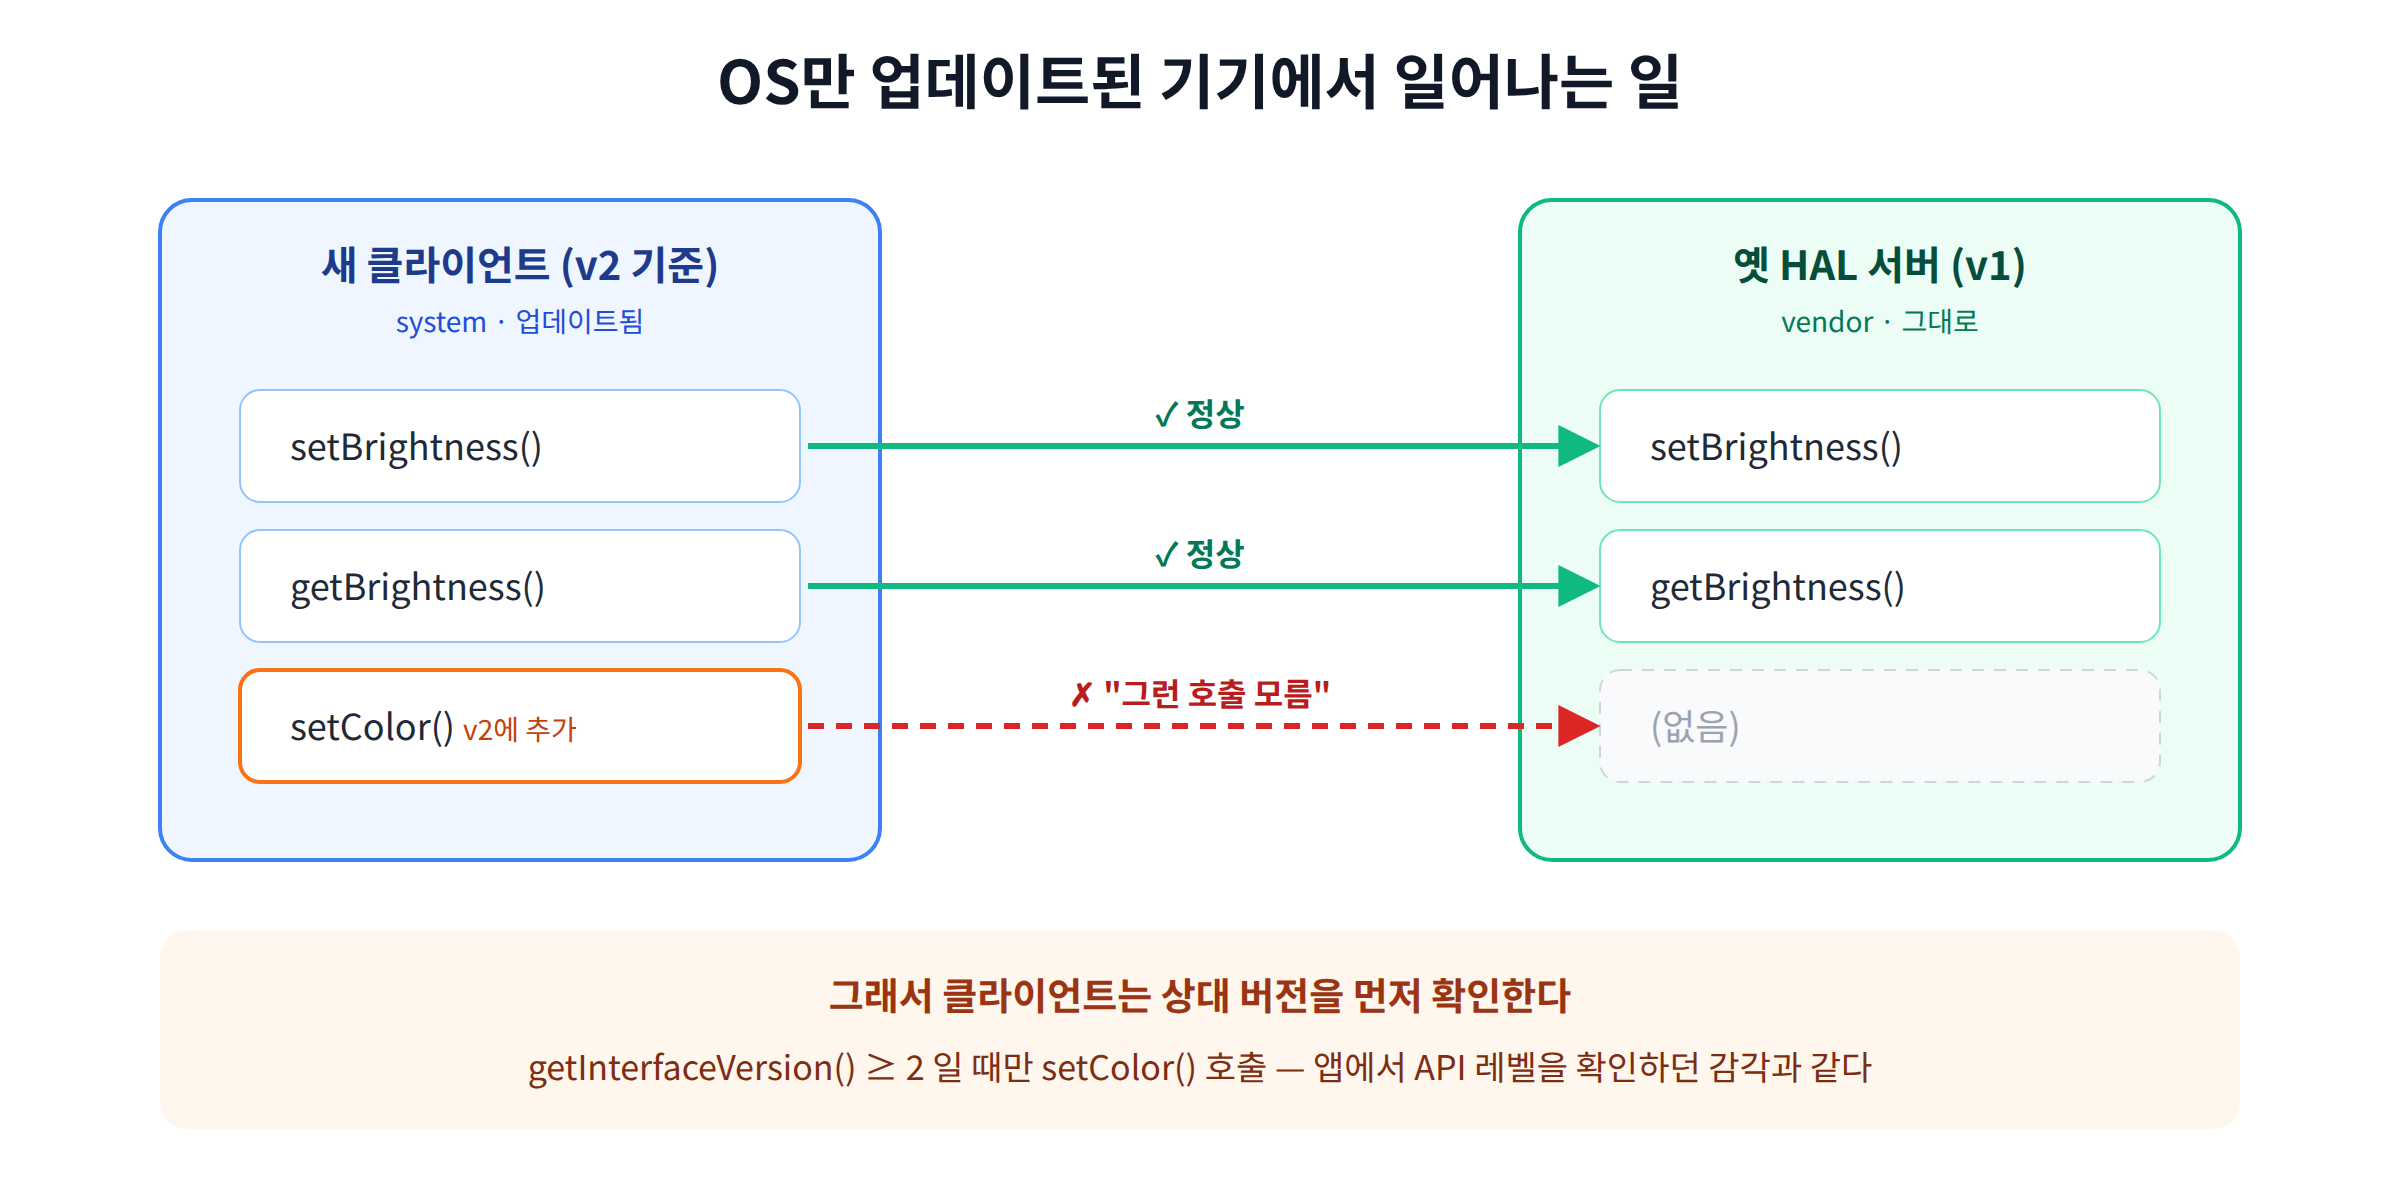 OS만 업데이트된 기기에서 일어나는 일
새 클라이언트 (v2 기준)
system · 업데이트됨
setBrightness()
getBrightness()
setColor() v2에 추가
✓ 정상
✓ 정상
✗ "그런 호출 모름"
옛 HAL 서버 (v1)
vendor · 그대로
setBrightness()
getBrightness()
(없음)
그래서 클라이언트는 상대 버전을 먼저 확인한다
getInterfaceVersion() ≥ 2 일 때만 setColor() 호출 — 앱에서 API 레벨을 확인하던 감각과 같다